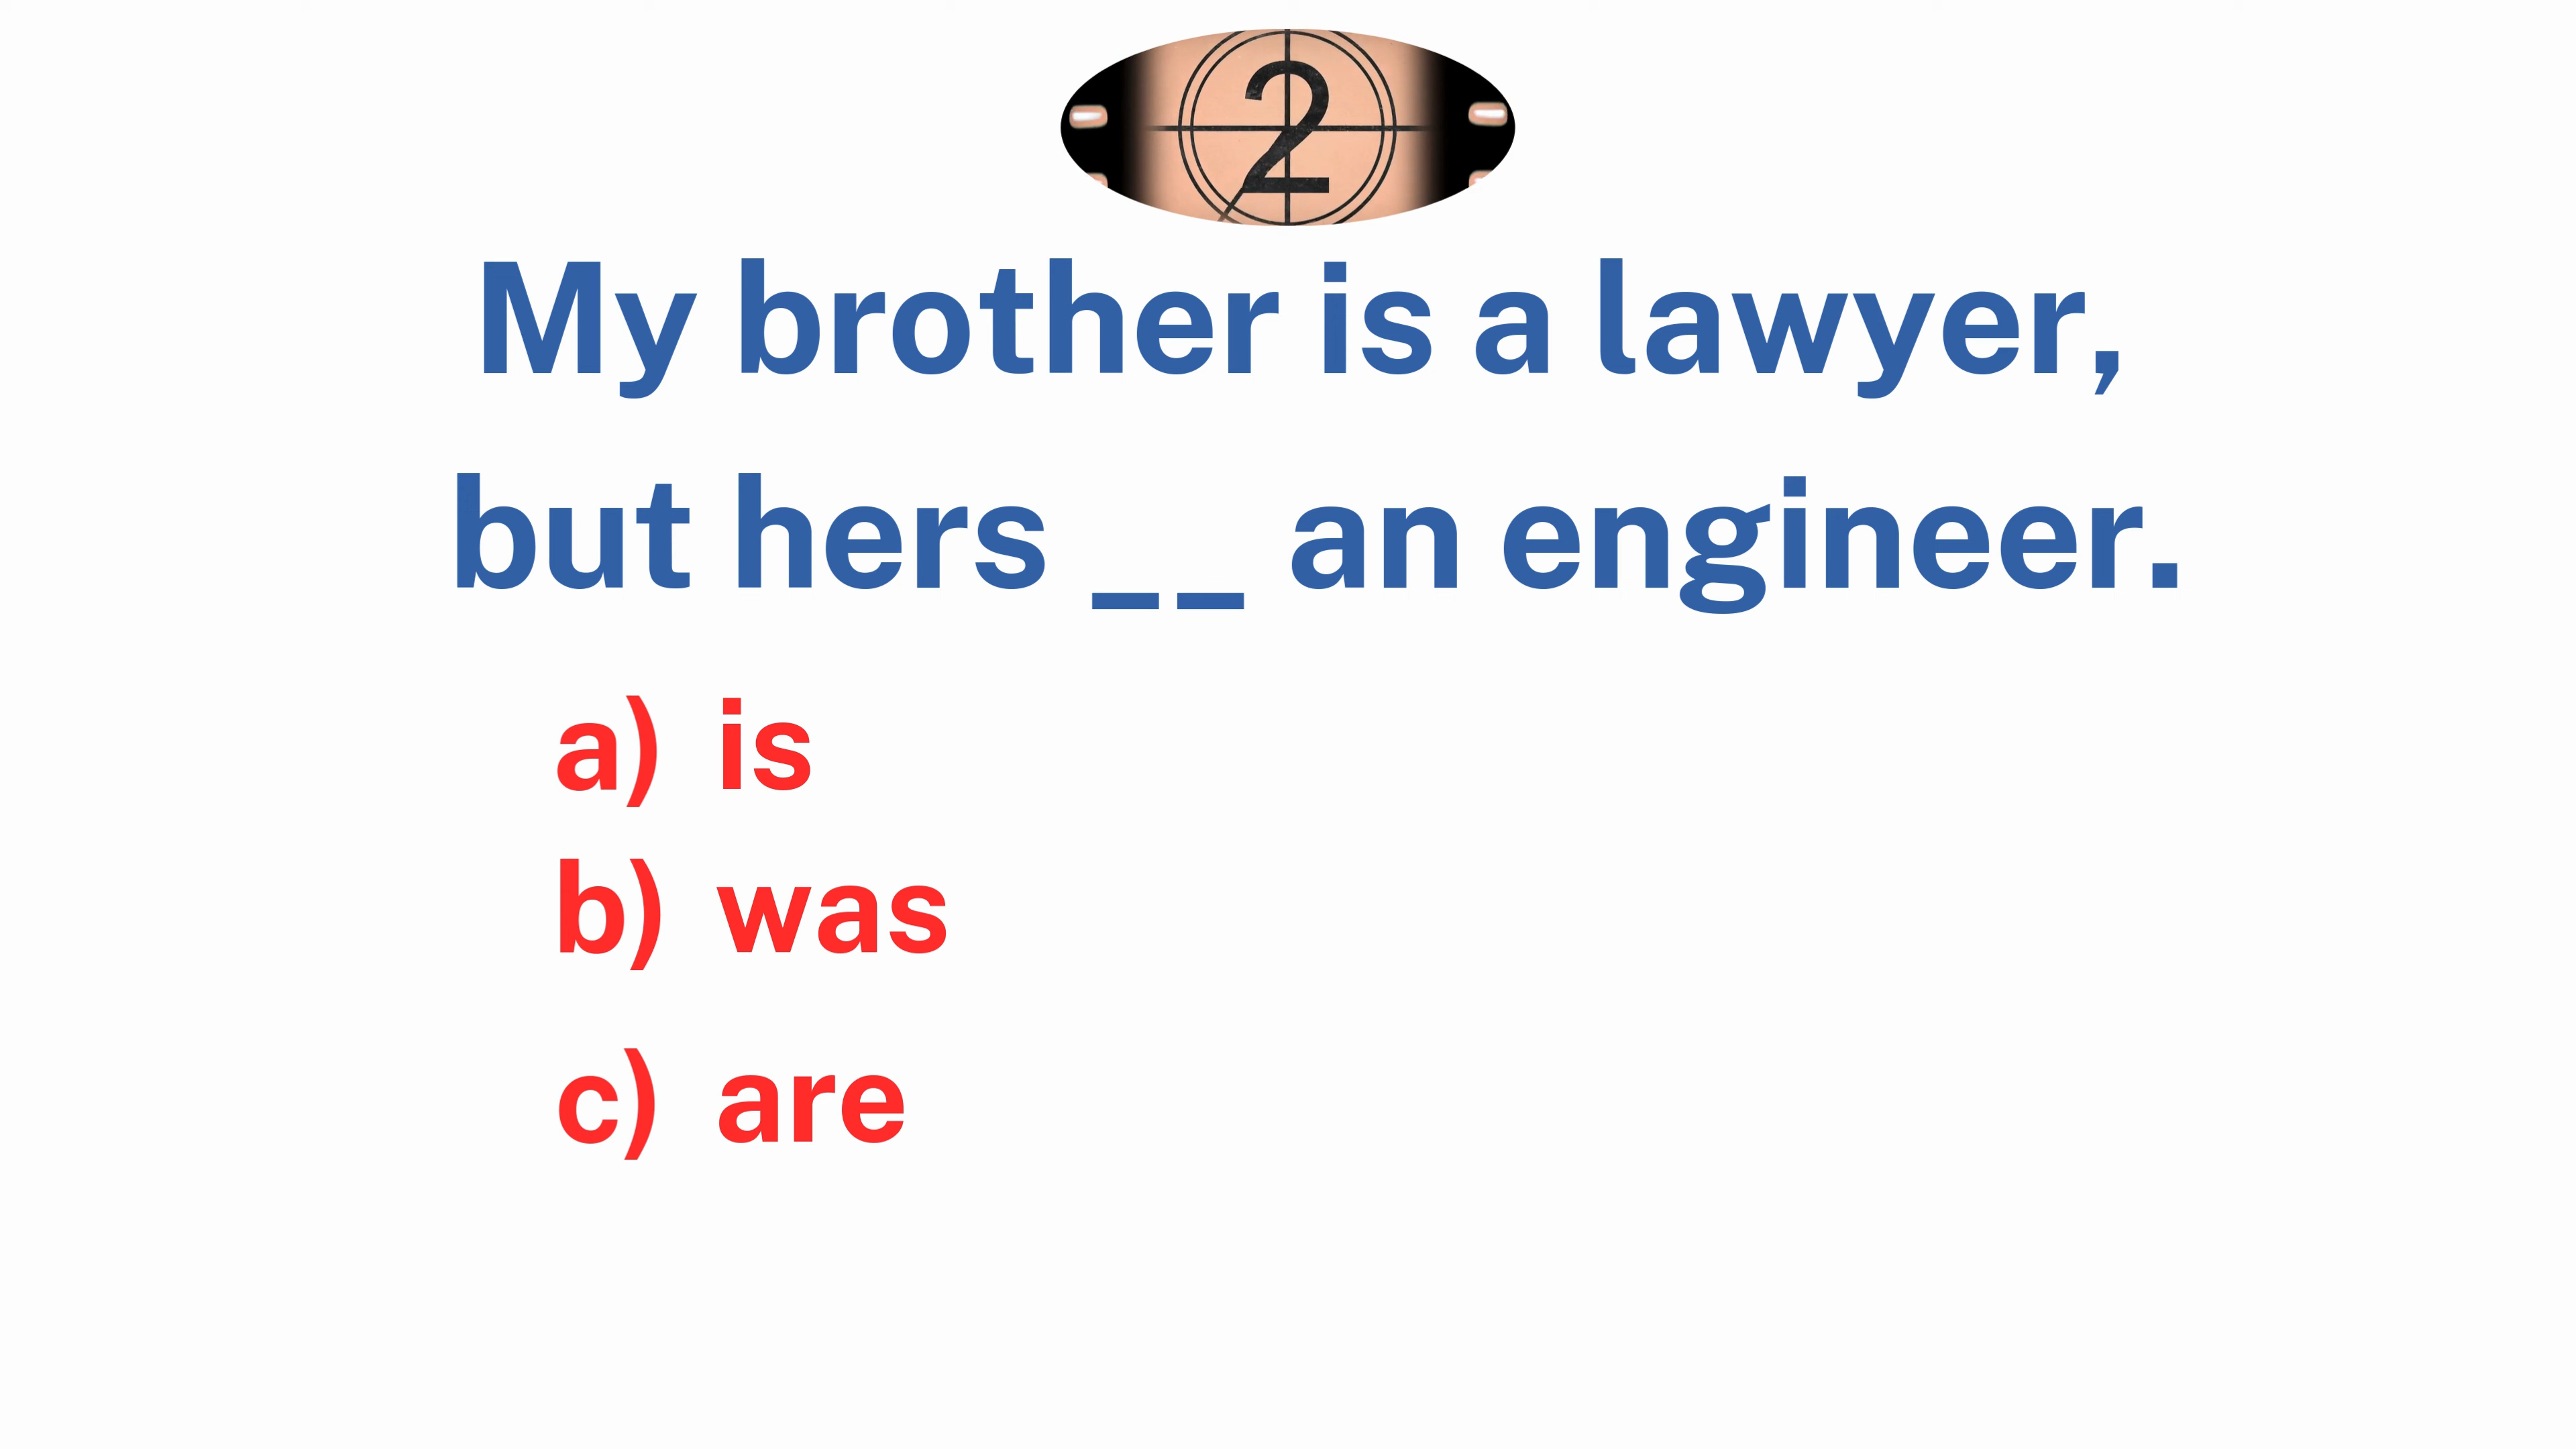 2
My brother is a lawyer,
but hers __ an engineer.
a) is
b) was
c) are